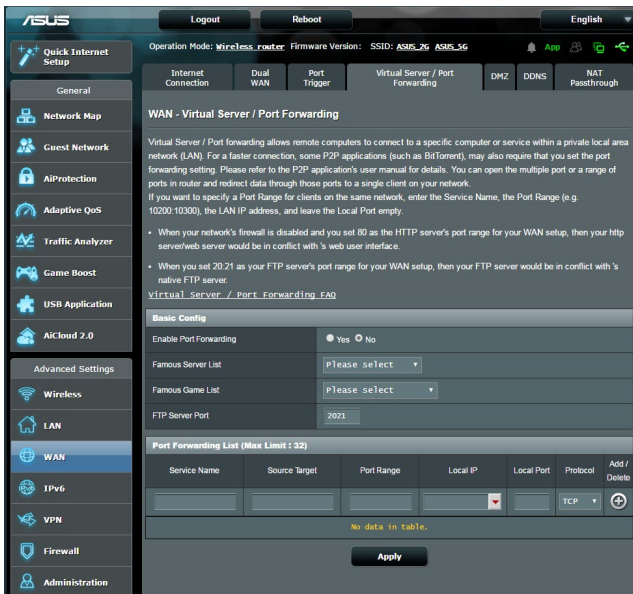 ASUS
Logout
Reboot
English
Quick Internet
Setup
Operation Mode: Wireless router Firmware Version: SSID: ASUS_2G ASUS_5G
App
Internet
Connection
Dual
WAN
Port
Trigger
Virtual Server / Port
Forwarding
DMZ
DDNS
NAT
Passthrough
General
Network Map
Guest Network
AiProtection
Adaptive QoS
Traffic Analyzer
Game Boost
USB Application
AiCloud 2.0
Advanced Settings
Wireless
LAN
WAN
IPv6
IPv6
VPN
Firewall
Administration
WAN - Virtual Server / Port Forwarding
Virtual Server / Port forwarding allows remote computers to connect to a specific computer or service within a private local area
network (LAN). For a faster connection, some P2P applications (such as BitTorrent), may also require that you set the port
forwarding setting. Please refer to the P2P application's user manual for details. You can open the multiple port or a range of
ports in router and redirect data through those ports to a single client on your network.
If you want to specify a Port Range for clients on the same network, enter the Service Name, the Port Range (e.g.
10200:10300), the LAN IP address, and leave the Local Port empty.
• When your network's firewall is disabled and you set 80 as the HTTP server's port range for your WAN setup, then your http
server/web server would be in conflict with 's web user interface.
• When you set 20:21 as your FTP server's port range for your WAN setup, then your FTP server would be in conflict with 's
native FTP server.
Virtual Server / Port Forwarding FAQ
Basic Config
Enable Port Forwarding
Yes No
Famous Server List
Please select
Famous Game List
Please select
FTP Server Port
2021
Port Forwarding List (Max Limit : 32)
Service Name
Source Target
Port Range
Local IP
Local Port
Protocol
Add /
Delete
TCP
No data in table.
Apply